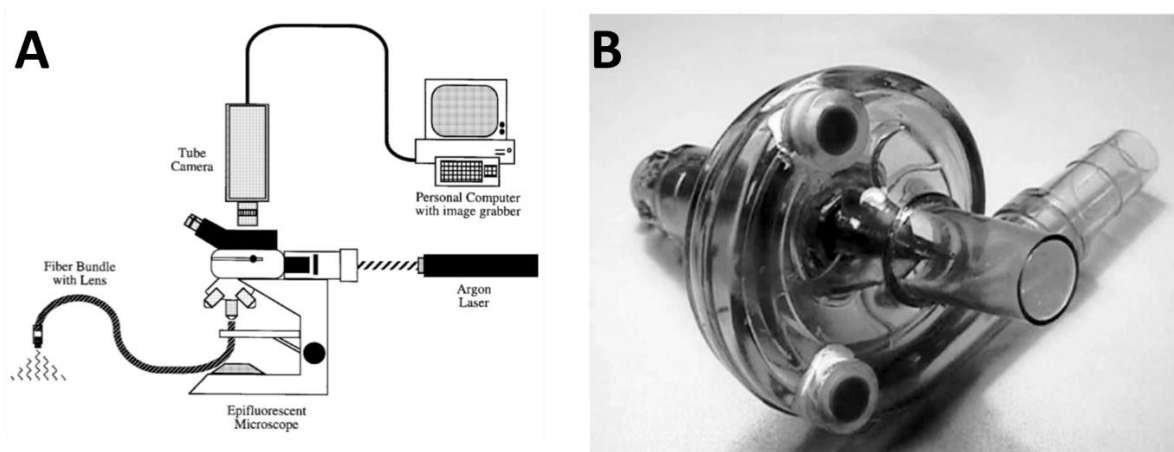 A
B
Tube
Camera
Personal Computer
with image grabber
Fiber Bundle
with Lens
Argon
Laser
Epifluorescent
Microscope